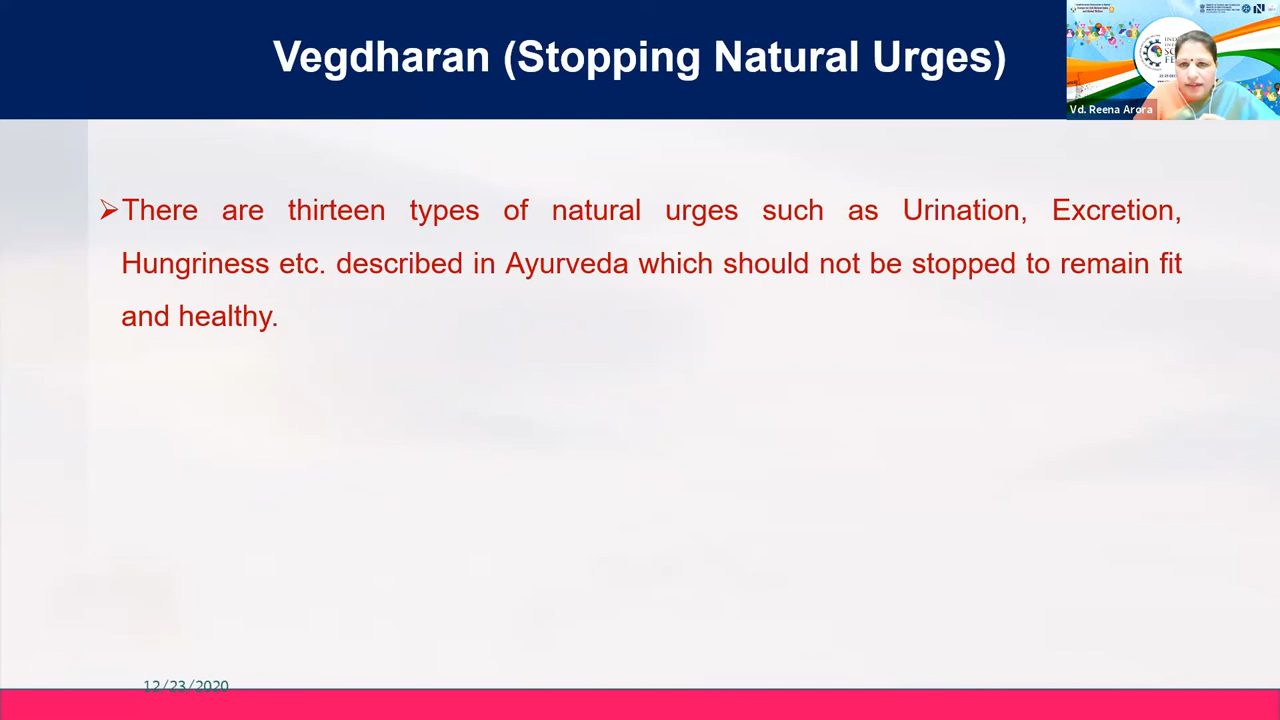 Vegdharan (Stopping Natural Urges)
Vd. Reena Arora
➢There are thirteen types of natural urges such as Urination, Excretion,
Hungriness etc. described in Ayurveda which should not be stopped to remain fit
and healthy.
12/23/2020